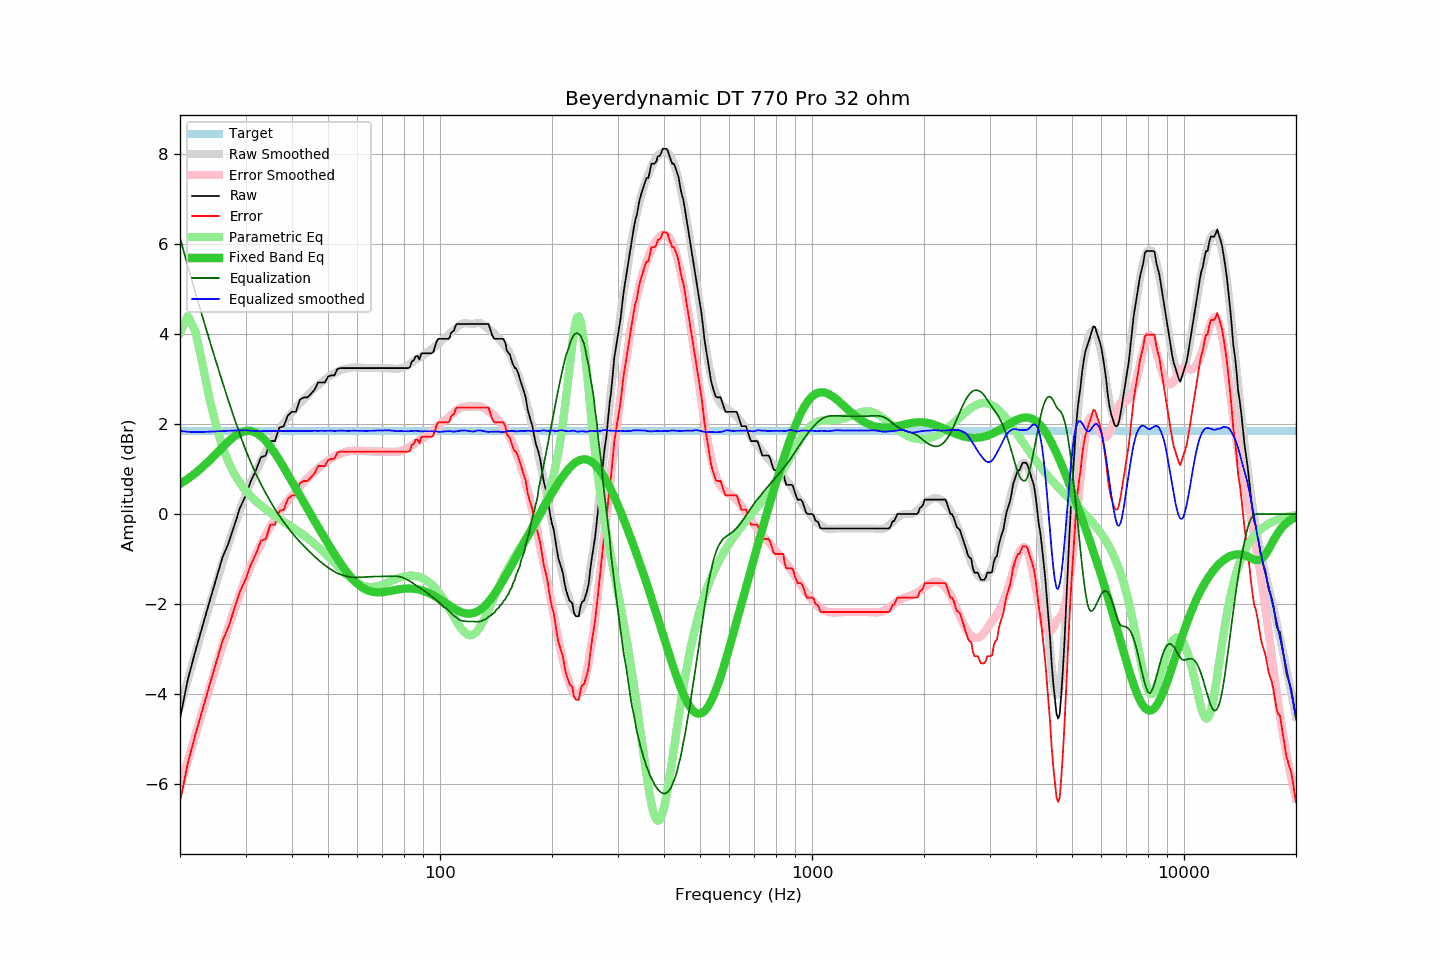 Beyerdynamic DT 770 Pro 32 ohm
Target
Raw Smoothed
Error Smoothed
Raw
Error
Parametric Eq
Fixed Band Eq
Equalization
Equalized smoothed
8
6
4
2
0
−2
−4
−6
Amplitude (dBr)
100
1000
10000
Frequency (Hz)